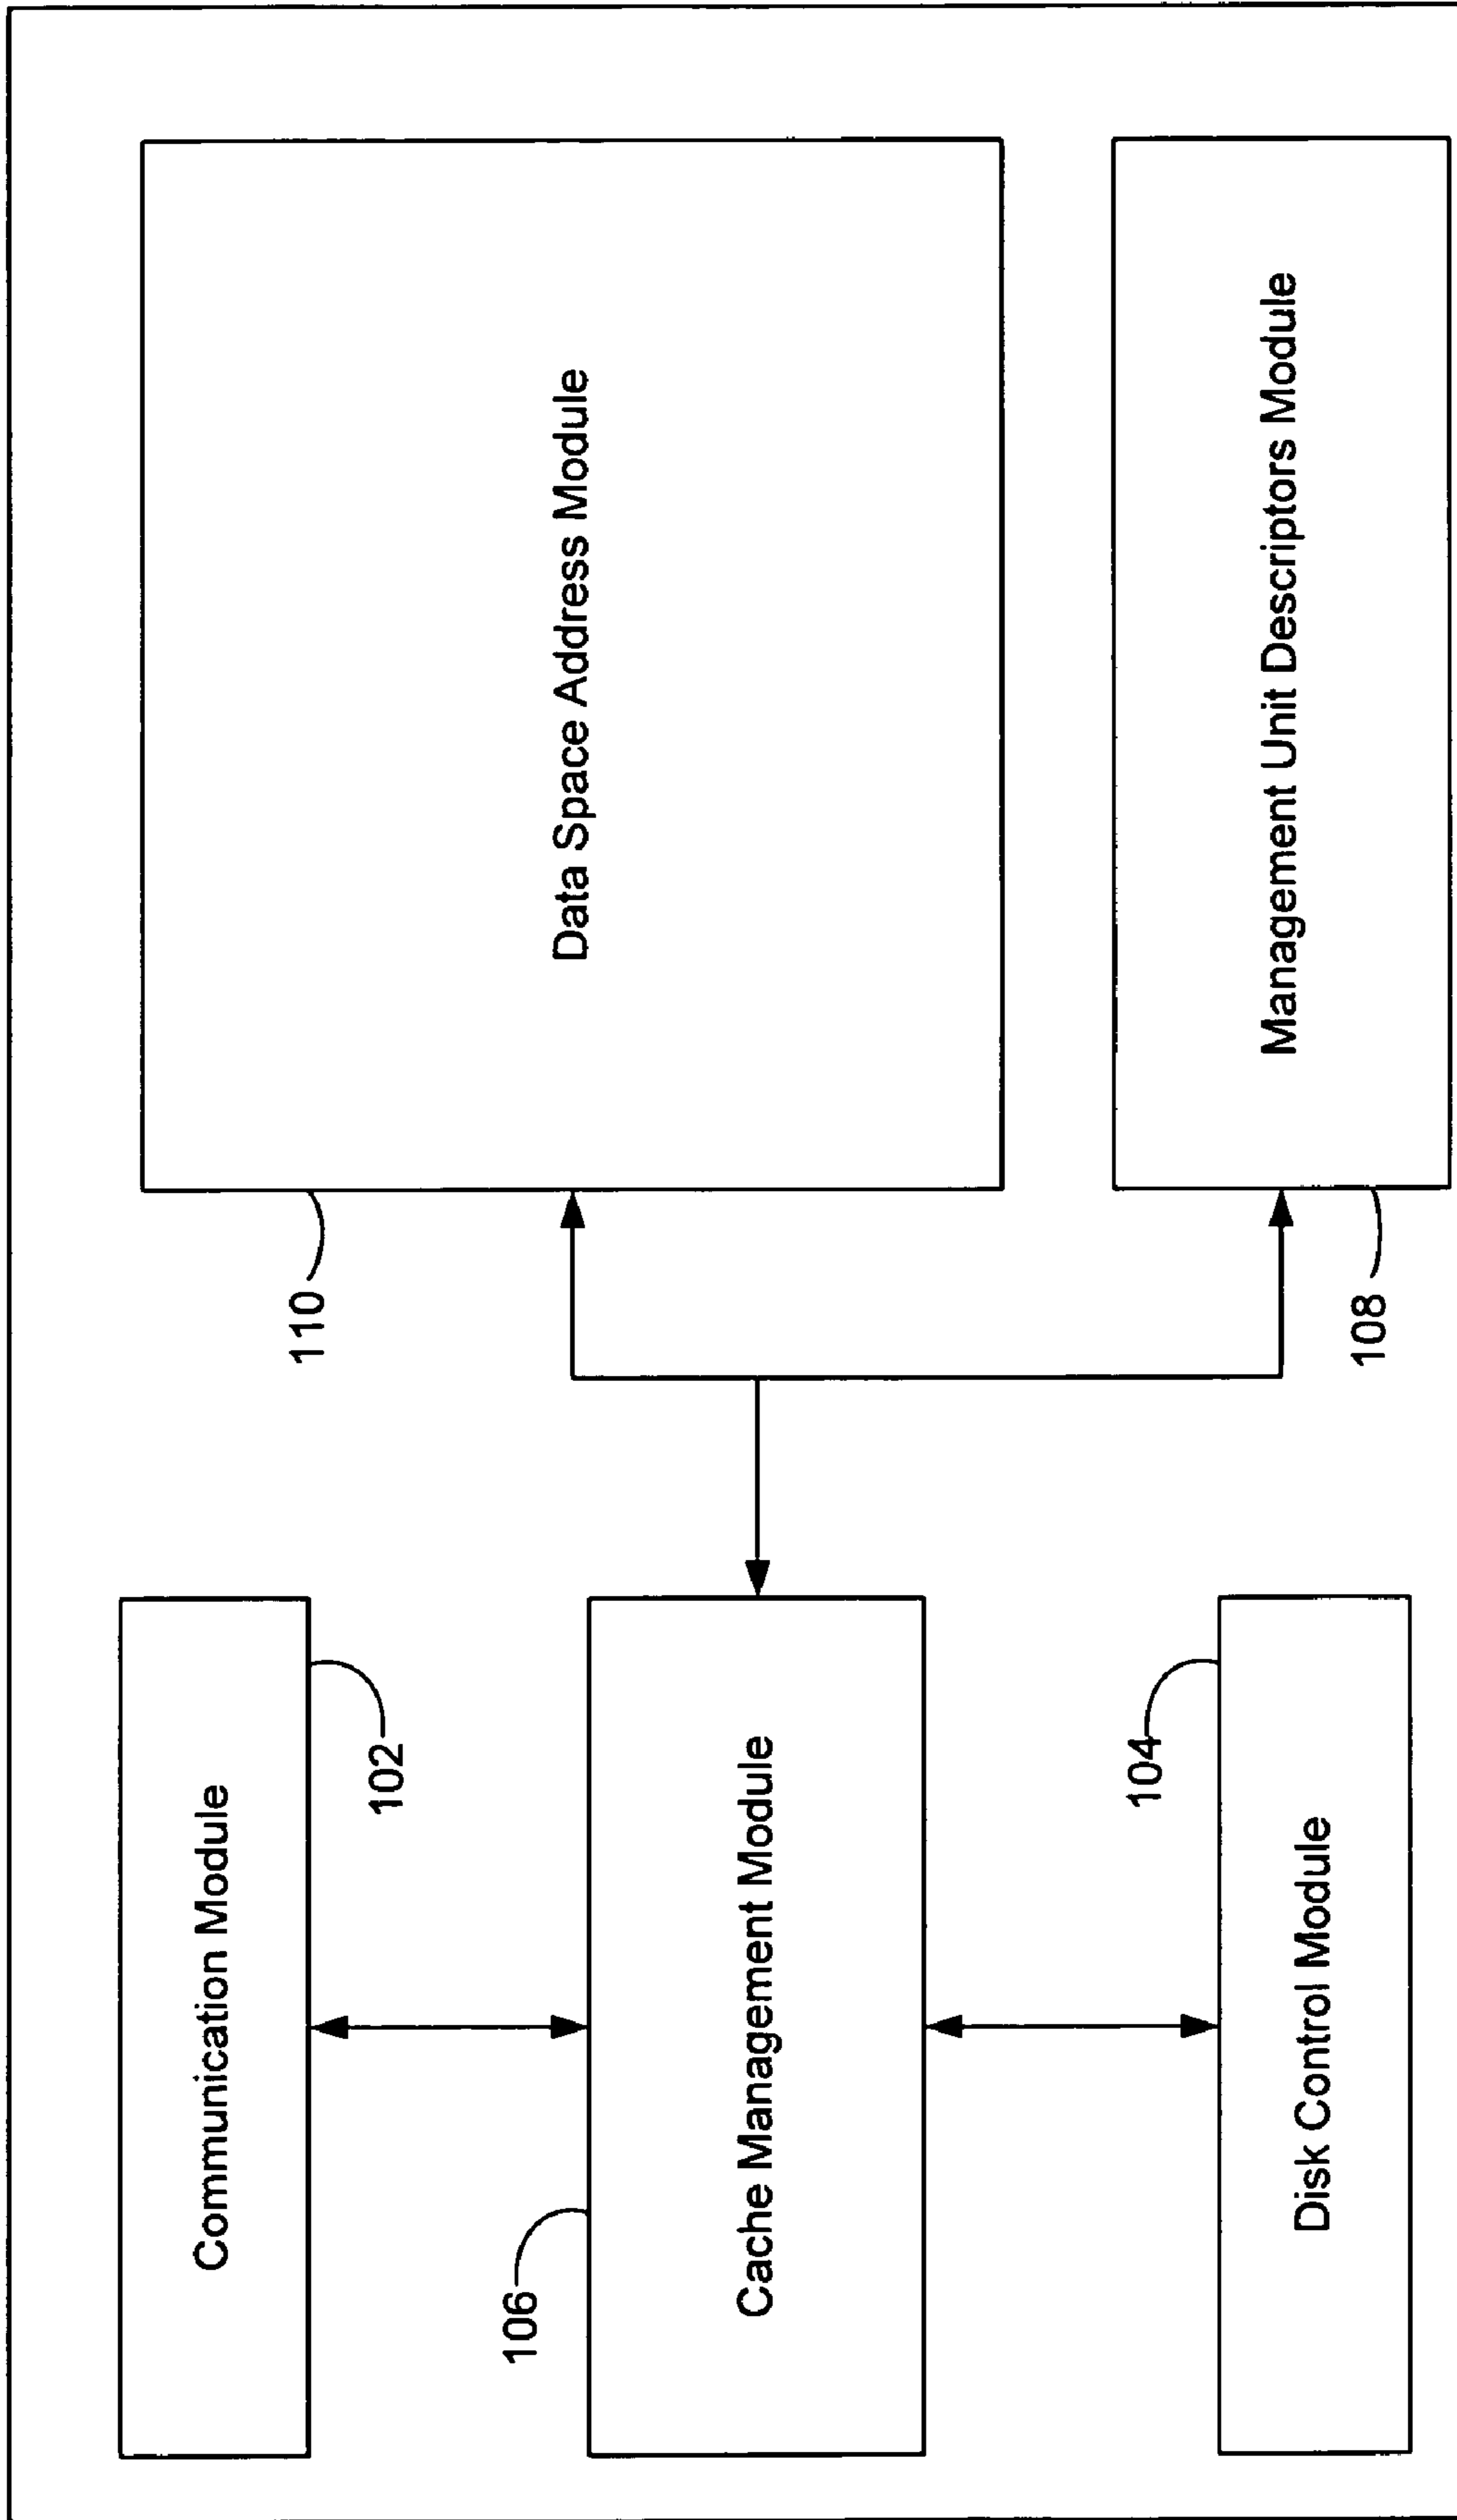 Communication Module
102
106
Cache Management Module
104
Disk Control Module
110
Data Space Address Module
108
Management Unit Descriptors Module